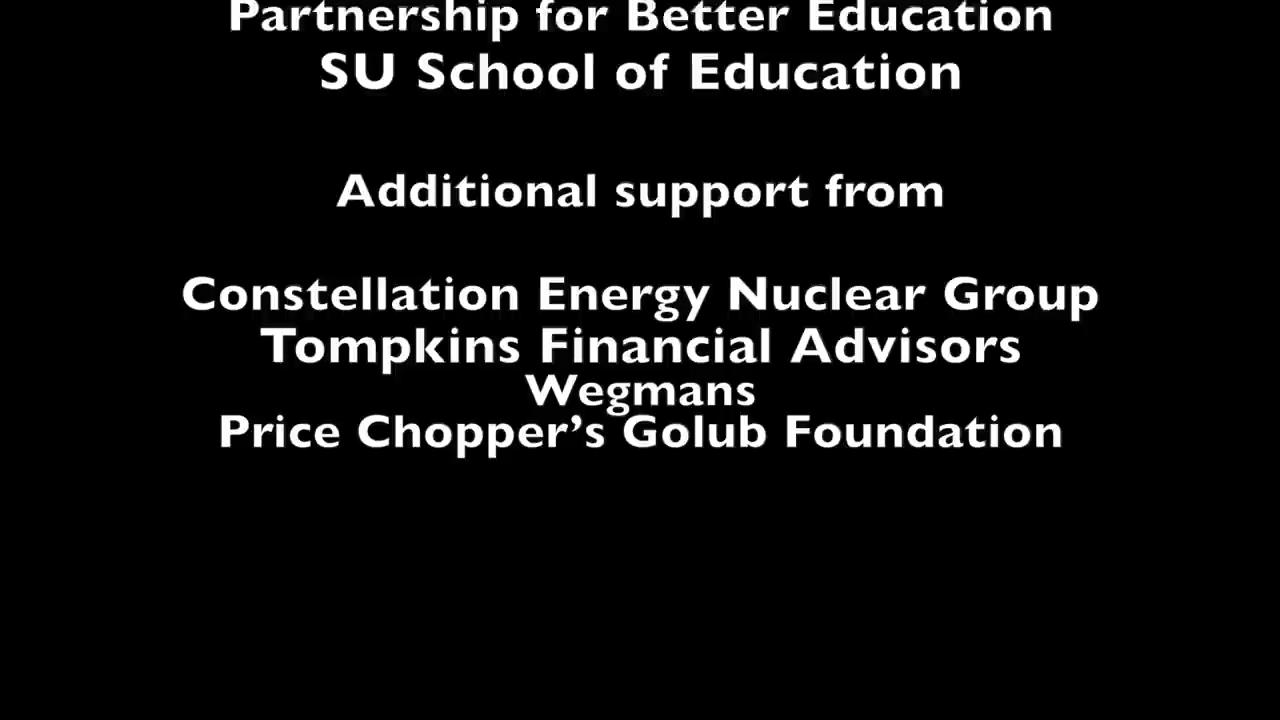 Partnership for Better Education
SU School of Education
Additional support from
Constellation Energy Nuclear Group
Tompkins Financial Advisors
Wegmans
Price Chopper’s Golub Foundation